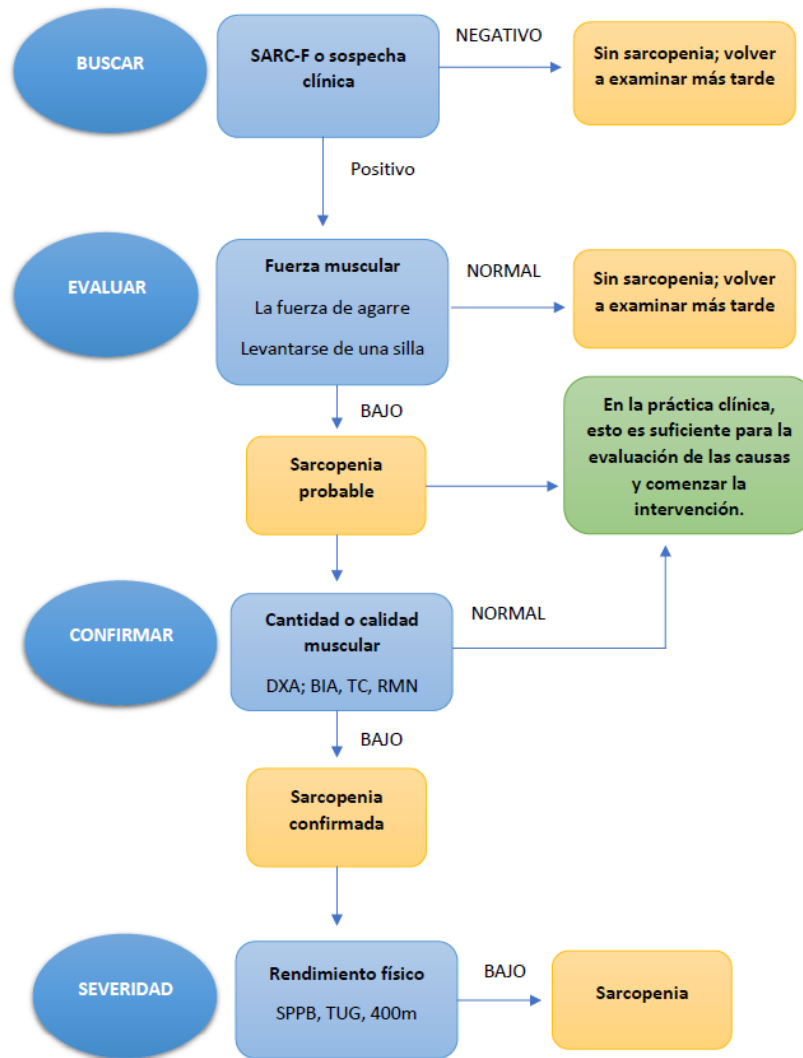 BUSCAR
SARC-F o sospecha
clínica
NEGATIVO
Sin sarcopenia; volver
a examinar más tarde
Positivo
EVALUAR
Fuerza muscular
La fuerza de agarre
Levantarse de una silla
NORMAL
Sin sarcopenia; volver
a examinar más tarde
BAJO
En la práctica clínica,
esto es suficiente para la
evaluación de las causas
y comenzar la
intervención.
Sarcopenia
probable
CONFIRMAR
Cantidad o calidad
muscular
DXA; BIA, TC, RMN
NORMAL
BAJO
Sarcopenia
confirmada
SEVERIDAD
Rendimiento físico
SPPB, TUG, 400m
BAJO
Sarcopenia